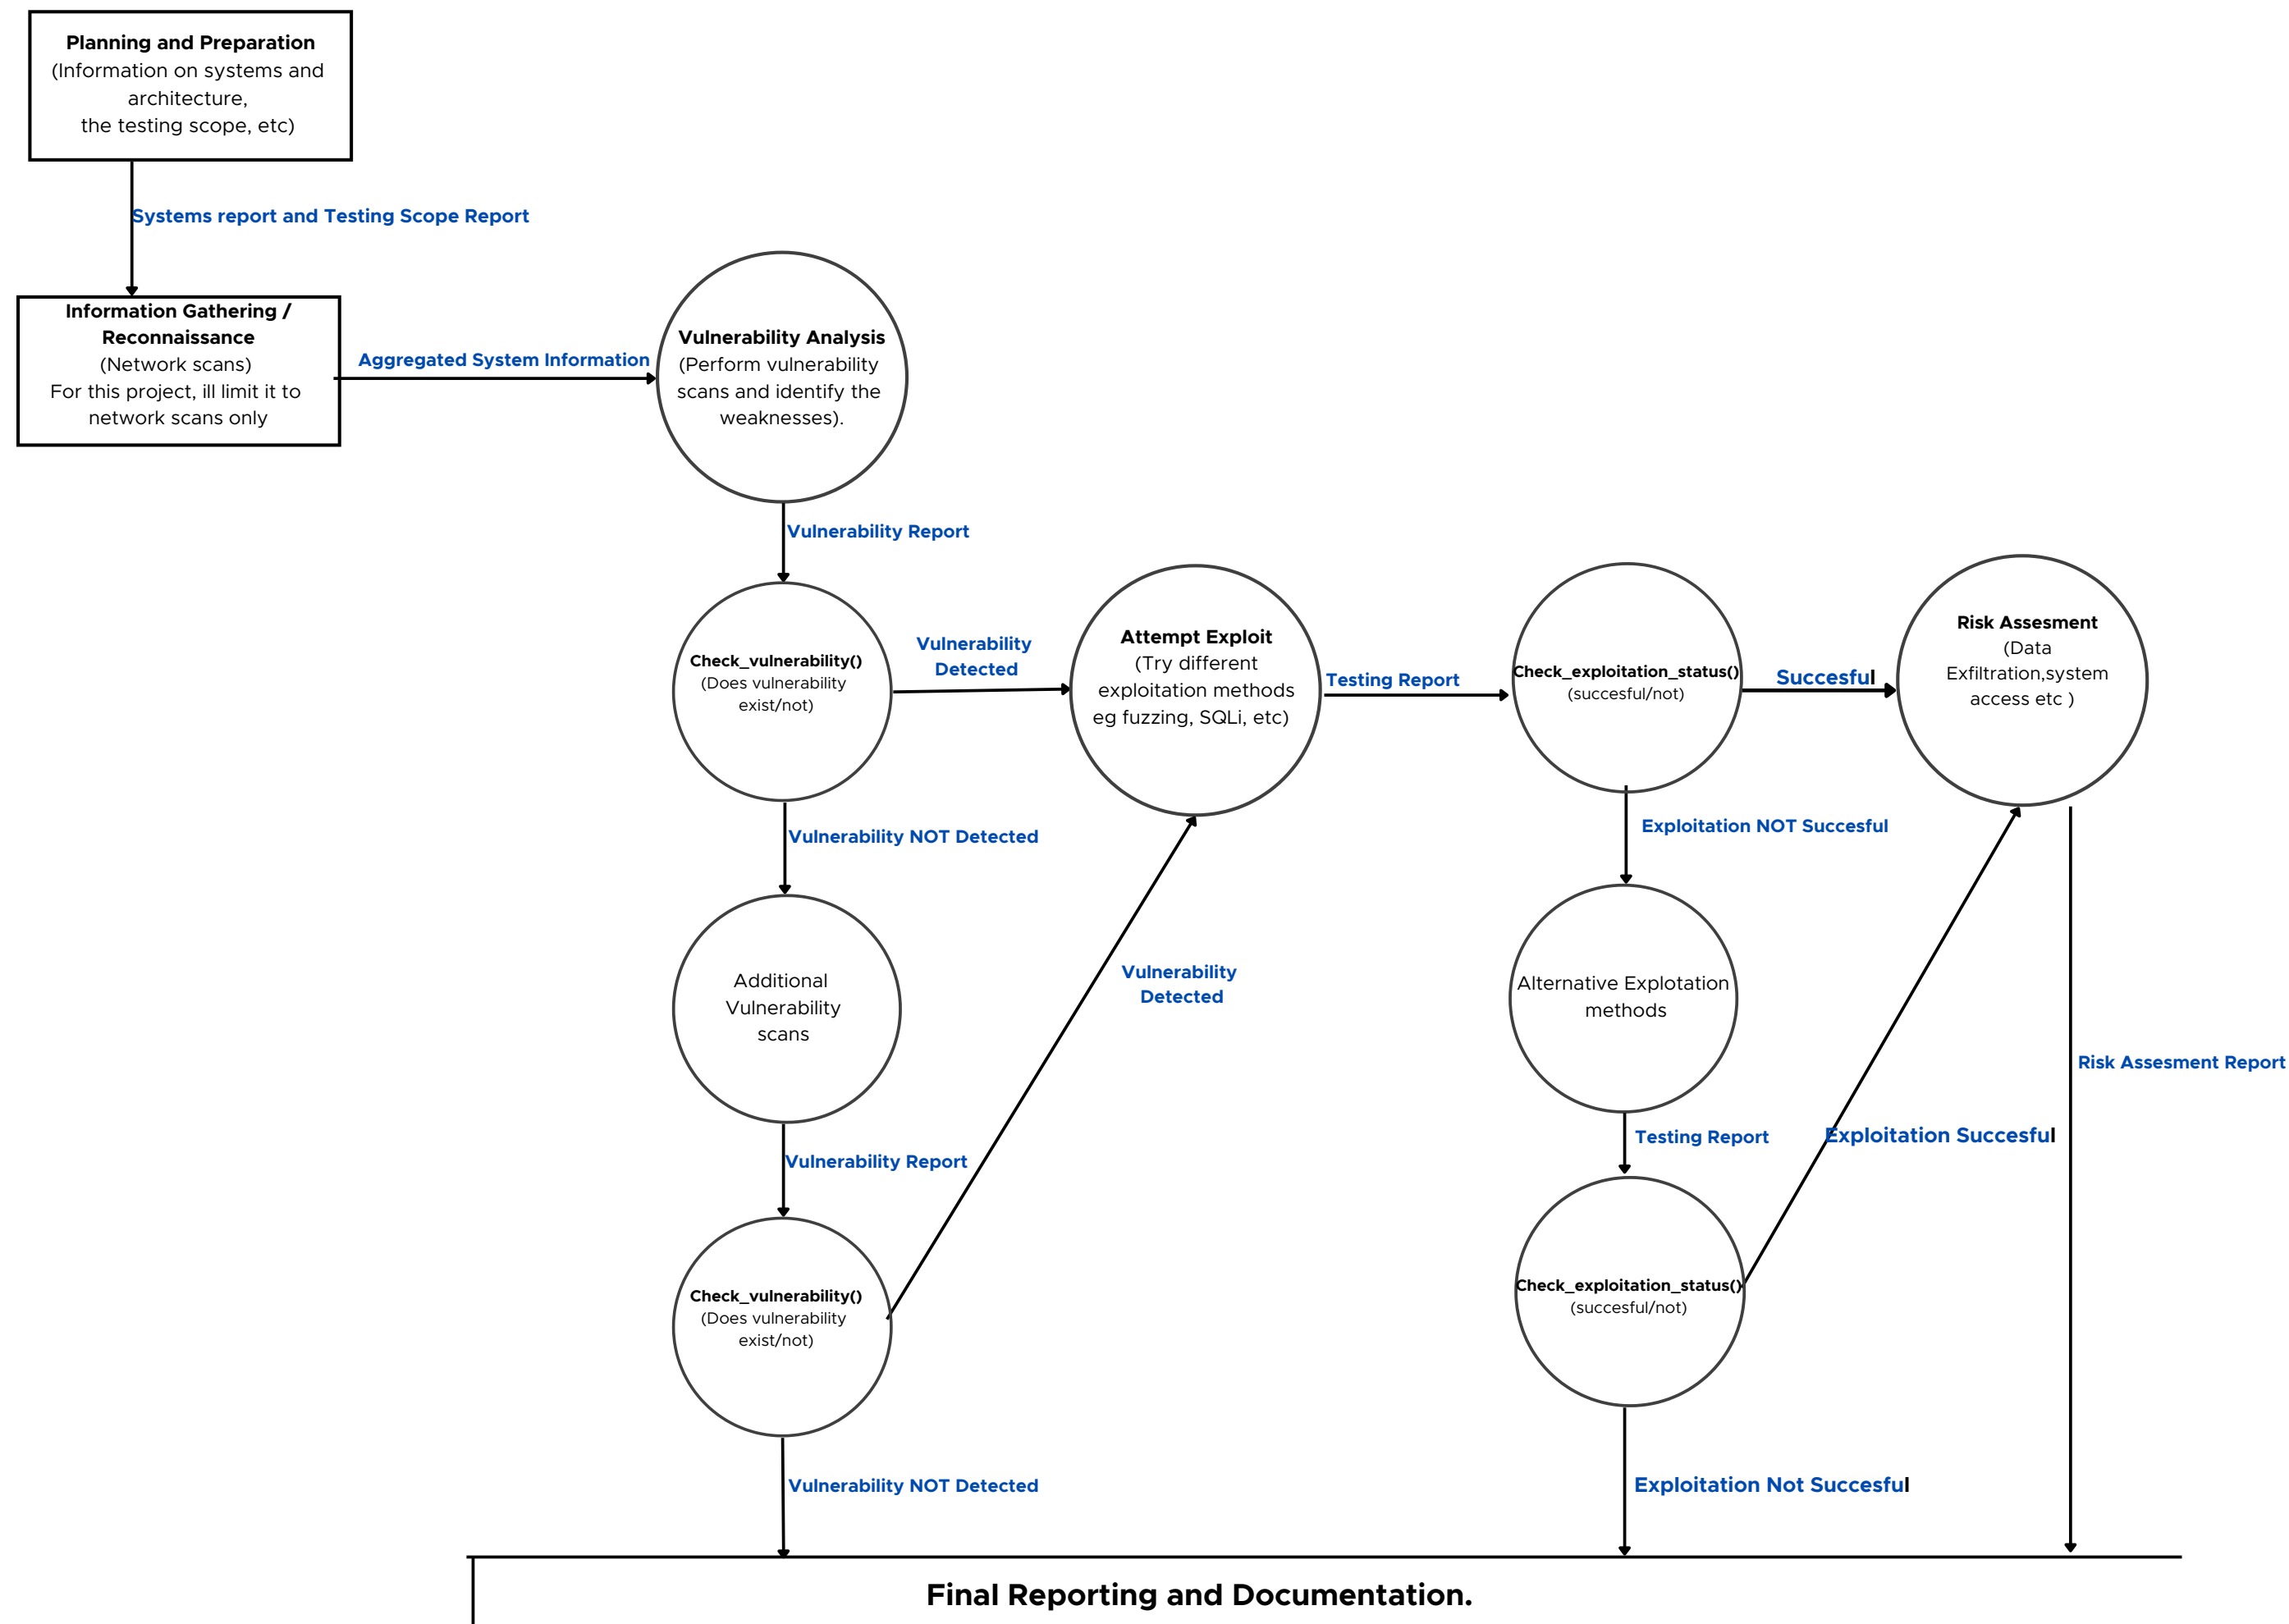 Planning and Preparation
(Information on systems and
architecture,
the testing scope, etc)
Systems report and Testing Scope Report
Information Gathering /
Reconnaissance
(Network scans)
For this project, ill limit it to
network scans only
Aggregated System Information
Vulnerability Analysis
(Perform vulnerability
scans and identify the
weaknesses).
Vulnerability Report
Check_vulnerability()
(Does vulnerability
exist/not)
Vulnerability
Detected
Attempt Exploit
(Try different
exploitation methods
eg fuzzing, SQLi, etc)
Testing Report
Check_exploitation_status()
(succesful/not)
Succesful
Risk Assesment
(Data
Exfiltration,system
access etc )
Vulnerability NOT Detected
Exploitation NOT Succesful
Additional
Vulnerability
scans
Vulnerability
Detected
Alternative Explotation
methods
Risk Assesment Report
Vulnerability Report
Testing Report
Exploitation Succesful
Check_vulnerability()
(Does vulnerability
exist/not)
Check_exploitation_status()
(succesful/not)
Vulnerability NOT Detected
Exploitation Not Succesful
Final Reporting and Documentation.